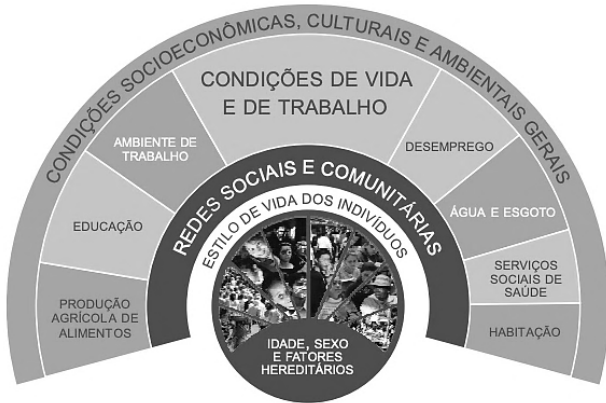 CONDIÇÕES SOCIOECONÔMICAS, CULTURAIS E AMBIENTAIS GERAIS
CONDIÇÕES DE VIDA
E DE TRABALHO
AMBIENTE DE
TRABALHO
DESEMPREGO
EDUCAÇÃO
ÁGUA E ESGOTO
PRODUÇÃO
AGRÍCOLA DE
ALIMENTOS
SERVIÇOS
SOCIAIS DE
SAÚDE
HABITAÇÃO
REDES SOCIAIS E COMUNITÁRIAS
ESTILO DE VIDA DOS INDIVÍDUOS
IDADE, SEXO
E FATORES
HEREDITÁRIOS